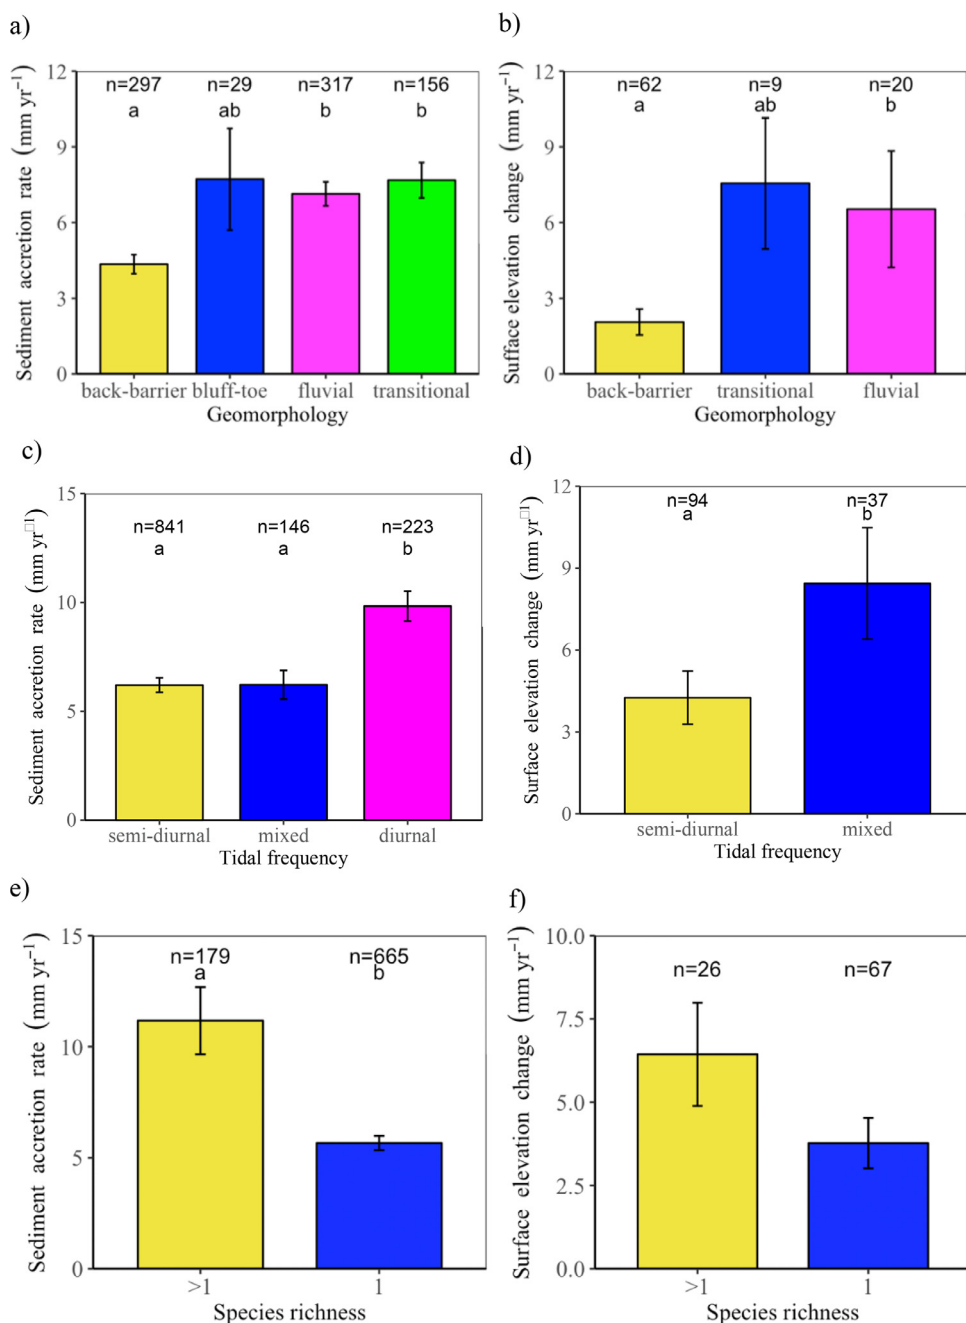 a)
Sediment accretion rate (mm yr⁻¹)
12
9
6
3
0
n=297 n=29 n=317 n=156
a ab b b
back-barrier bluff-toe fluvial transitional
Geomorphology
b)
Sufface elevation change (mm yr⁻¹)
12
9
6
3
0
n=62 n=9 n=20
a ab b
back-barrier transitional fluvial
Geomorphology
c)
Sediment accretion rate (mm yr□1)
15
10
5
0
n=841 n=146 n=223
a a b
semi-diurnal mixed diurnal
Tidal frequency
d)
Surface elevation change (mm yr□1)
12
9
6
3
0
n=94 n=37
a b
semi-diurnal mixed
Tidal frequency
e)
Sediment accretion rate (mm yr⁻¹)
15
10
5
0
n=179 n=665
a b
>1 1
Species richness
f)
Surface elevation change (mm yr⁻¹)
10.0
7.5
5.0
2.5
0.0
n=26 n=67
>1 1
Species richness